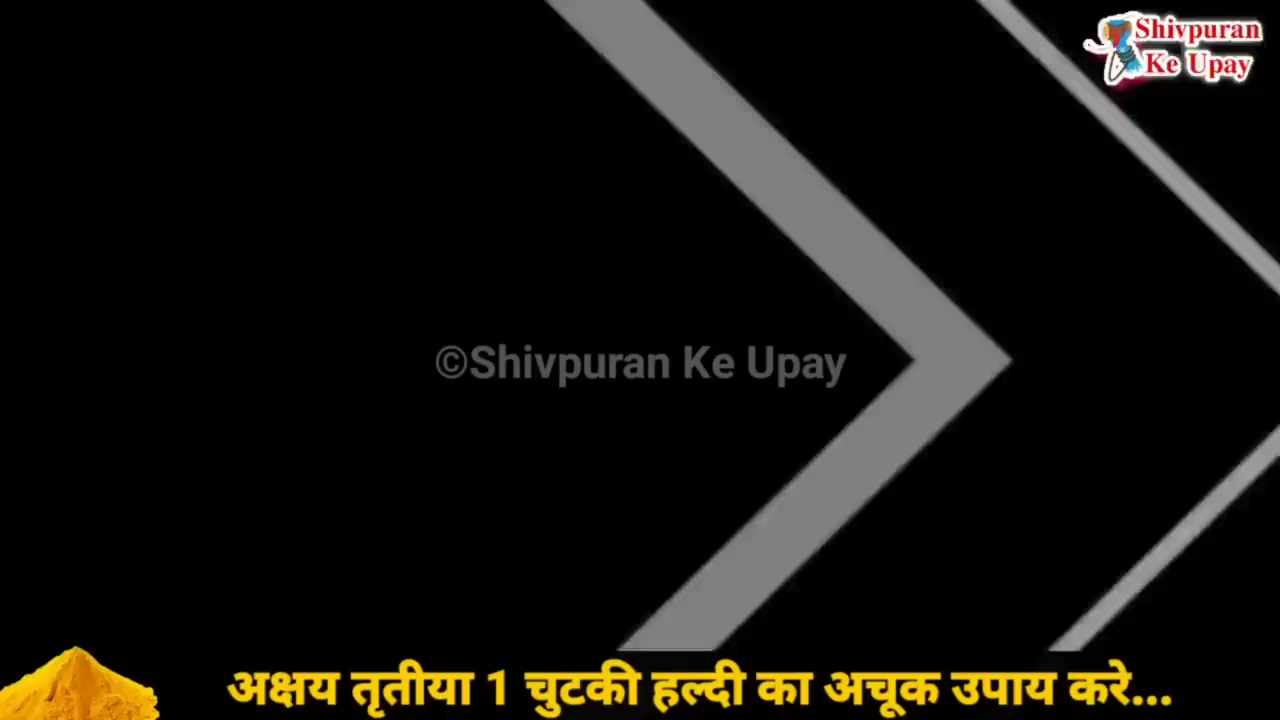 Shivpuran
Ke Upay
©Shivpuran Ke Upay
अक्षय तृतीया 1 चुटकी हल्दी का अचूक उपाय करे...